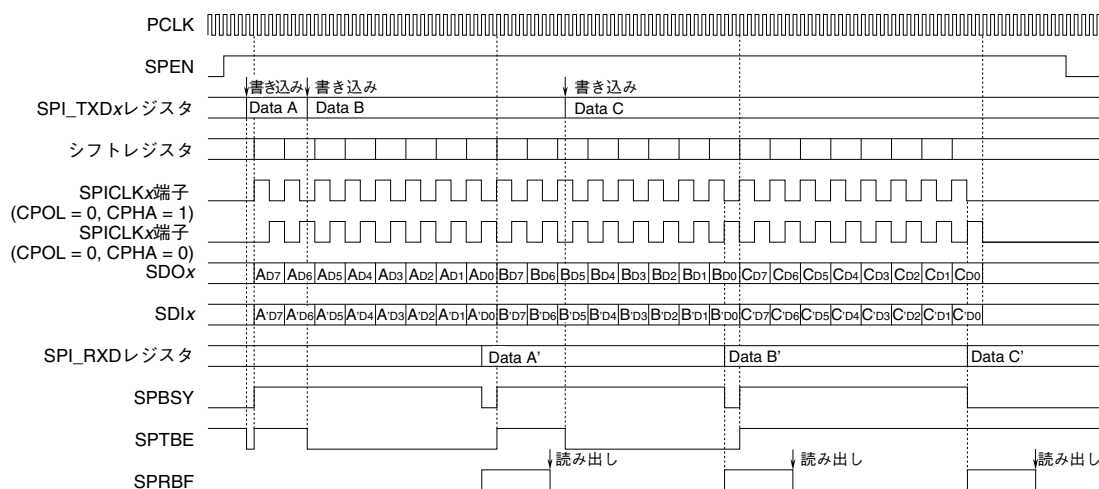 PCLK
SPEN
書き込み 書き込み 書き込み
SPI_TXDxレジスタ Data A Data B Data C
シフトレジスタ
SPICLKx端子
(CPOL = 0, CPHA = 1)
SPICLKx端子
(CPOL = 0, CPHA = 0)
SDOx AD7 AD6 AD5 AD4 AD3 AD2 AD1 AD0 BD7 BD6 BD5 BD4 BD3 BD2 BD1 BD0 CD7 CD6 CD5 CD4 CD3 CD2 CD1 CD0
SDIx A'D7 A'D6 A'D5 A'D4 A'D3 A'D2 A'D1 A'D0 B'D7 B'D6 B'D5 B'D4 B'D3 B'D2 B'D1 B'D0 C'D7 C'D6 C'D5 C'D4 C'D3 C'D2 C'D1 C'D0
SPI_RXDレジスタ Data A' Data B' Data C'
SPBSY
SPTBE
読み出し 読み出し 読み出し
SPRBF